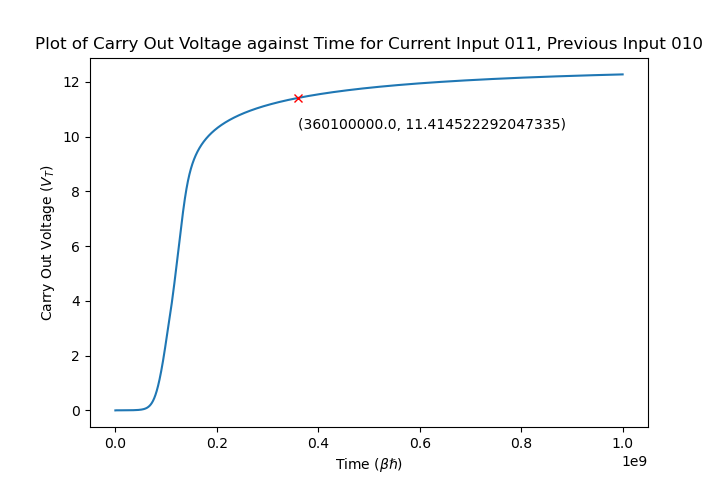 Plot of Carry Out Voltage against Time for Current Input 011, Previous Input 010
12
10
8
6
4
2
0
Carry Out Voltage (V_T)
(360100000.0, 11.414522292047335)
0.0 0.2 0.4 0.6 0.8 1.0
1e9
Time (βħ)